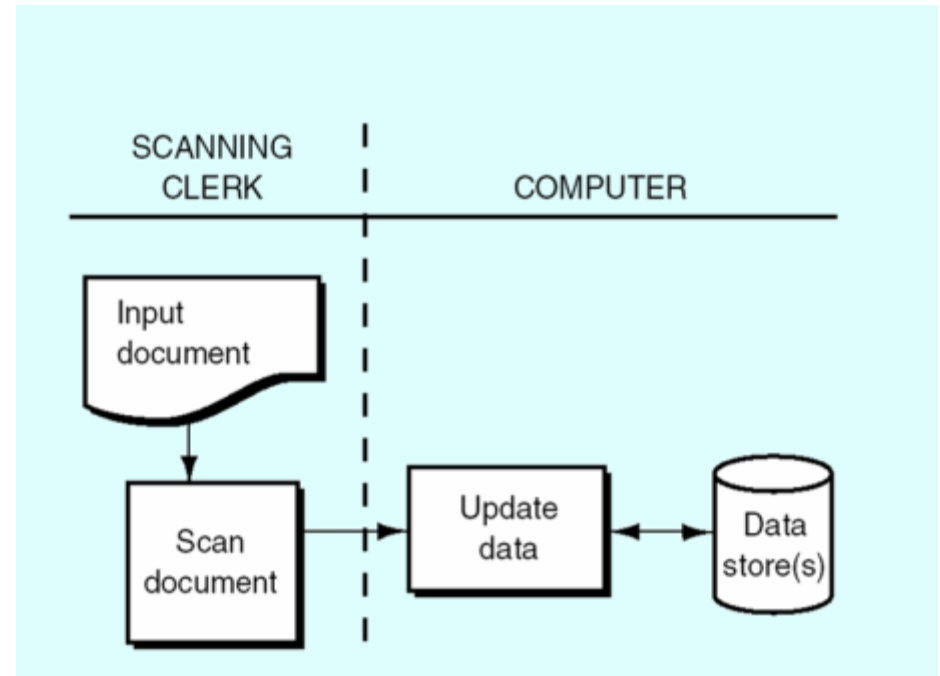 SCANNING
CLERK
COMPUTER
Input
document
Scan
document
Update
data
Data
store(s)